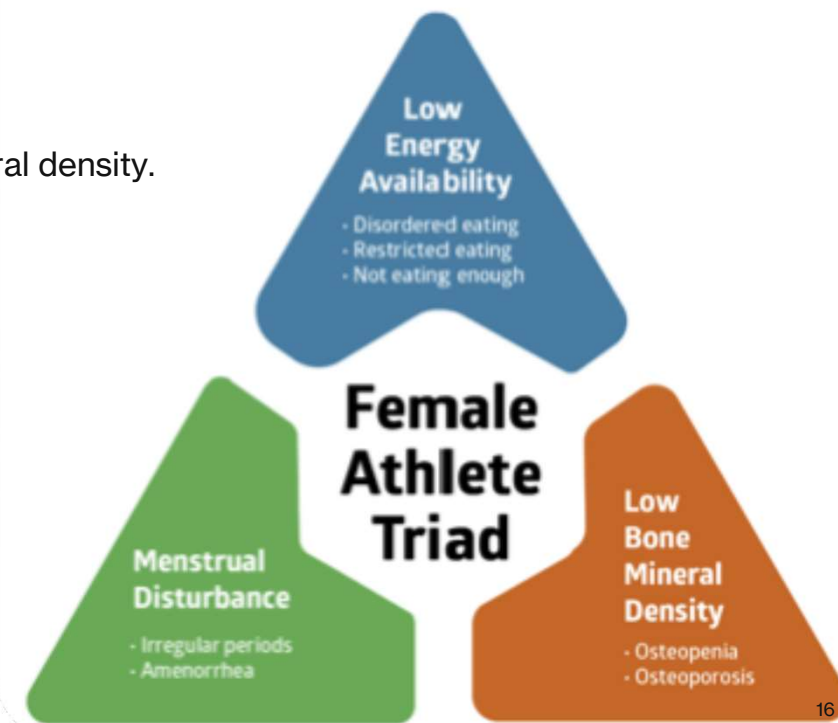 ral density.
Low
Energy
Availability
- Disordered eating
- Restricted eating
- Not eating enough
Female
Athlete
Triad
Menstrual
Disturbance
- Irregular periods
- Amenorrhea
Low
Bone
Mineral
Density
- Osteopenia
- Osteoporosis
16